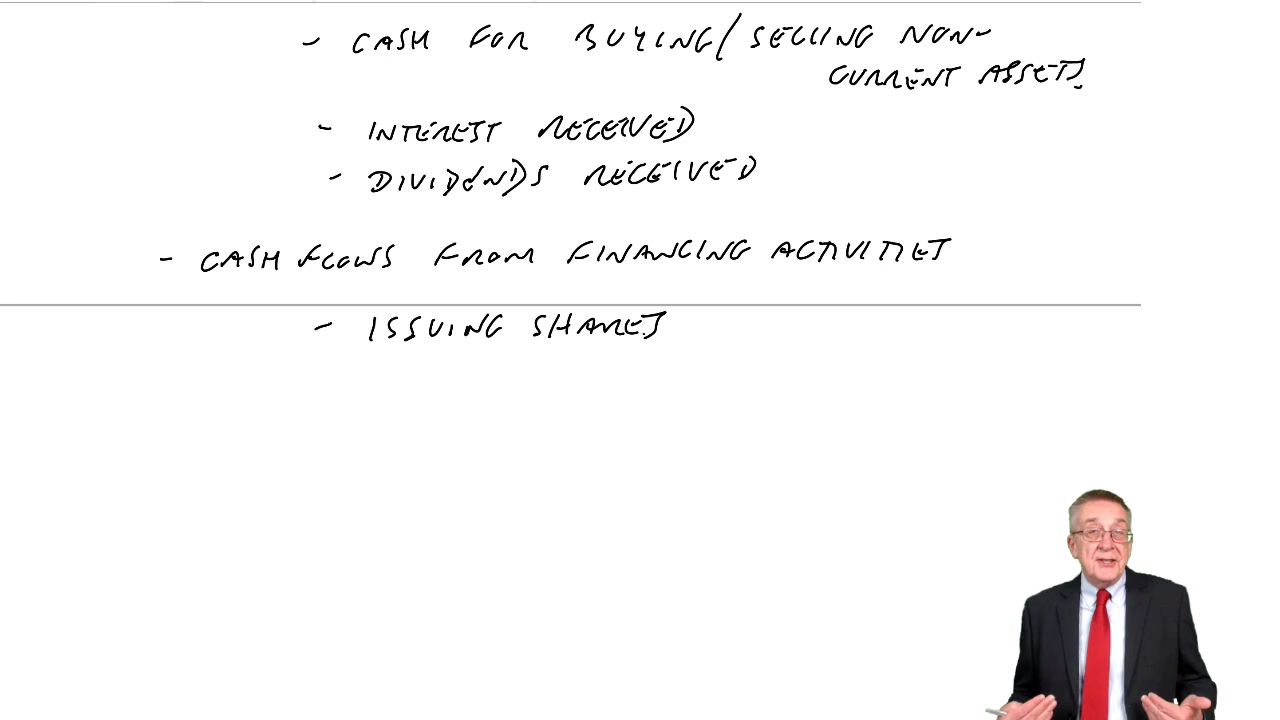 - CASH FOR BUYING/SELLING NON-
CURRENT ASSETS.
- INTEREST RECEIVED
- DIVIDENDS RECEIVED
- CASH FLOWS FROM FINANCING ACTIVITIES
- ISSUING SHARES